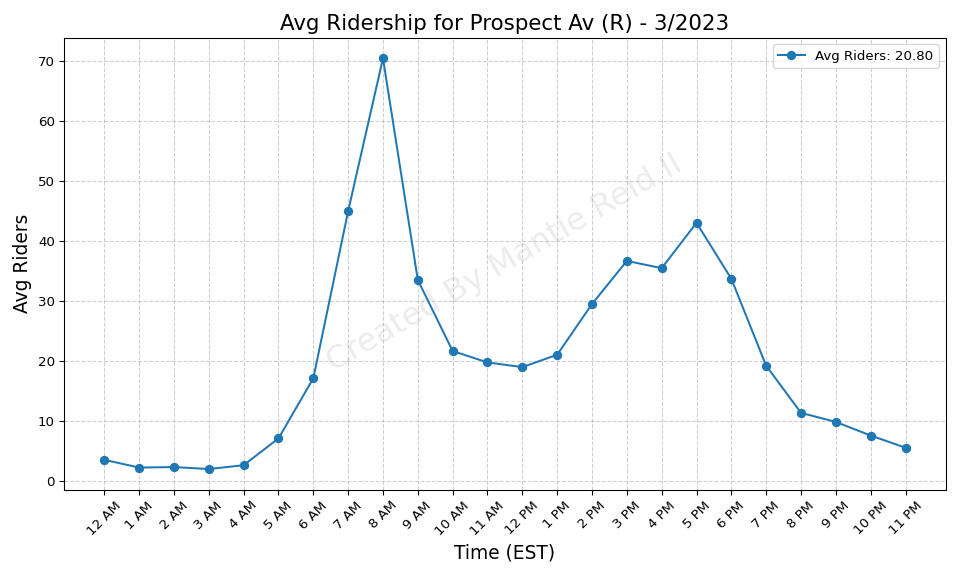 Avg Ridership for Prospect Av (R) - 3/2023
Avg Riders: 20.80
Avg Riders
70
60
50
40
30
20
10
0
Created By Mantie Reid II
12 AM
1 AM
2 AM
3 AM
4 AM
5 AM
6 AM
7 AM
8 AM
9 AM
10 AM
11 AM
12 PM
1 PM
2 PM
3 PM
4 PM
5 PM
6 PM
7 PM
8 PM
9 PM
10 PM
11 PM
Time (EST)